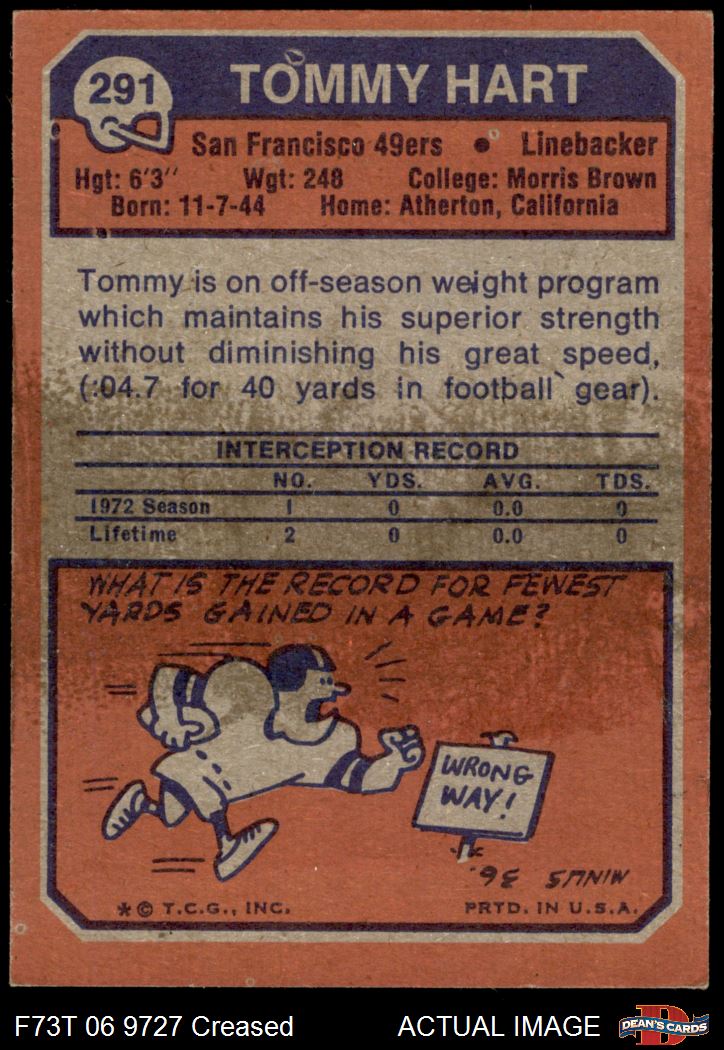 291
TOMMY HART
San Francisco 49ers • Linebacker
Hgt: 6'3" Wgt: 248 College: Morris Brown
Born: 11-7-44 Home: Atherton, California
Tommy is on off-season weight program
which maintains his superior strength
without diminishing his great speed,
(:04.7 for 40 yards in football gear).
INTERCEPTION RECORD
NO. YDS. AVG. TDS.
1972 Season 1 0 0.0 0
Lifetime 2 0 0.0 0
WHAT IS THE RECORD FOR FEWEST
YARDS GAINED IN A GAME?
WRONG
WAY!
MINUS 36.
* © T.C.G., INC. PRTD. IN U.S.A.
F73T 06 9727 Creased ACTUAL IMAGE
D
DEAN'S CARDS